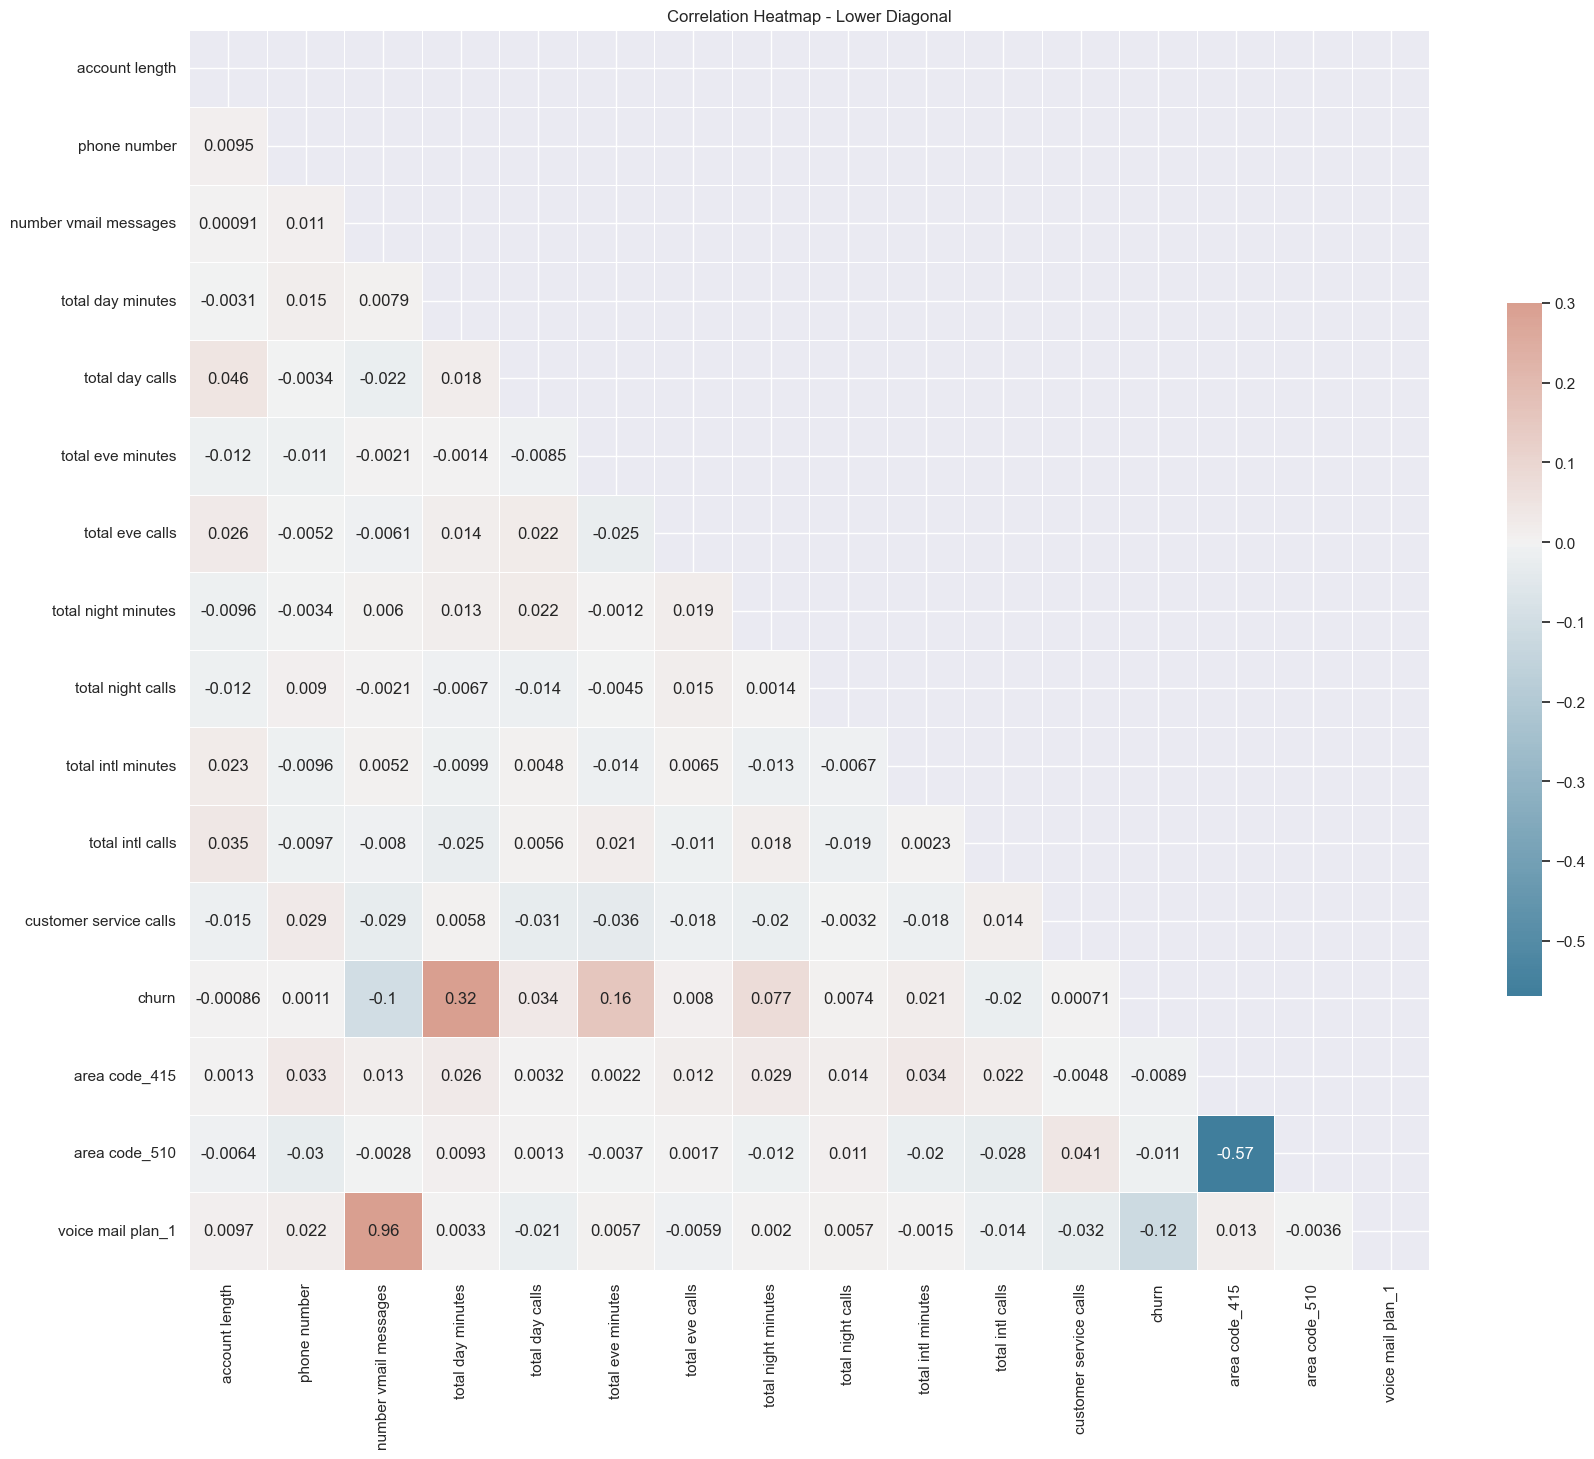 Correlation Heatmap - Lower Diagonal
account length
phone number 0.0095
number vmail messages 0.00091 0.011
total day minutes -0.0031 0.015 0.0079
total day calls 0.046 -0.0034 -0.022 0.018
total eve minutes -0.012 -0.011 -0.0021 -0.0014 -0.0085
total eve calls 0.026 -0.0052 -0.0061 0.014 0.022 -0.025
total night minutes -0.0096 -0.0034 0.006 0.013 0.022 -0.0012 0.019
total night calls -0.012 0.009 -0.0021 -0.0067 -0.014 -0.0045 0.015 0.0014
total intl minutes 0.023 -0.0096 0.0052 -0.0099 0.0048 -0.014 0.0065 -0.013 -0.0067
total intl calls 0.035 -0.0097 -0.008 -0.025 0.0056 0.021 -0.011 0.018 -0.019 0.0023
customer service calls -0.015 0.029 -0.029 0.0058 -0.031 -0.036 -0.018 -0.02 -0.0032 -0.018 0.014
churn -0.00086 0.0011 -0.1 0.32 0.034 0.16 0.008 0.077 0.0074 0.021 -0.02 0.00071
area code_415 0.0013 0.033 0.013 0.026 0.0032 0.0022 0.012 0.029 0.014 0.034 0.022 -0.0048 -0.0089
area code_510 -0.0064 -0.03 -0.0028 0.0093 0.0013 -0.0037 0.0017 -0.012 0.011 -0.02 -0.028 0.041 -0.011 -0.57
voice mail plan_1 0.0097 0.022 0.96 0.0033 -0.021 0.0057 -0.0059 0.002 0.0057 -0.0015 -0.014 -0.032 -0.12 0.013 -0.0036
account length
phone number
number vmail messages
total day minutes
total day calls
total eve minutes
total eve calls
total night minutes
total night calls
total intl minutes
total intl calls
customer service calls
churn
area code_415
area code_510
voice mail plan_1
0.3
0.2
0.1
0.0
−0.1
−0.2
−0.3
−0.4
−0.5